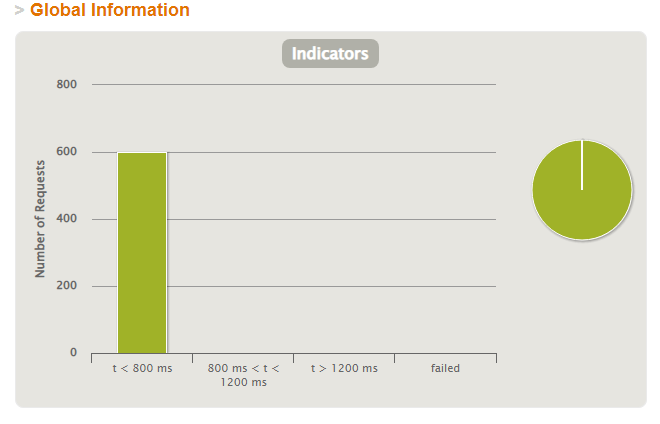 > Global Information
Indicators
800
600
400
200
0
Number of Requests
t < 800 ms
800 ms < t <
1200 ms
t > 1200 ms
failed